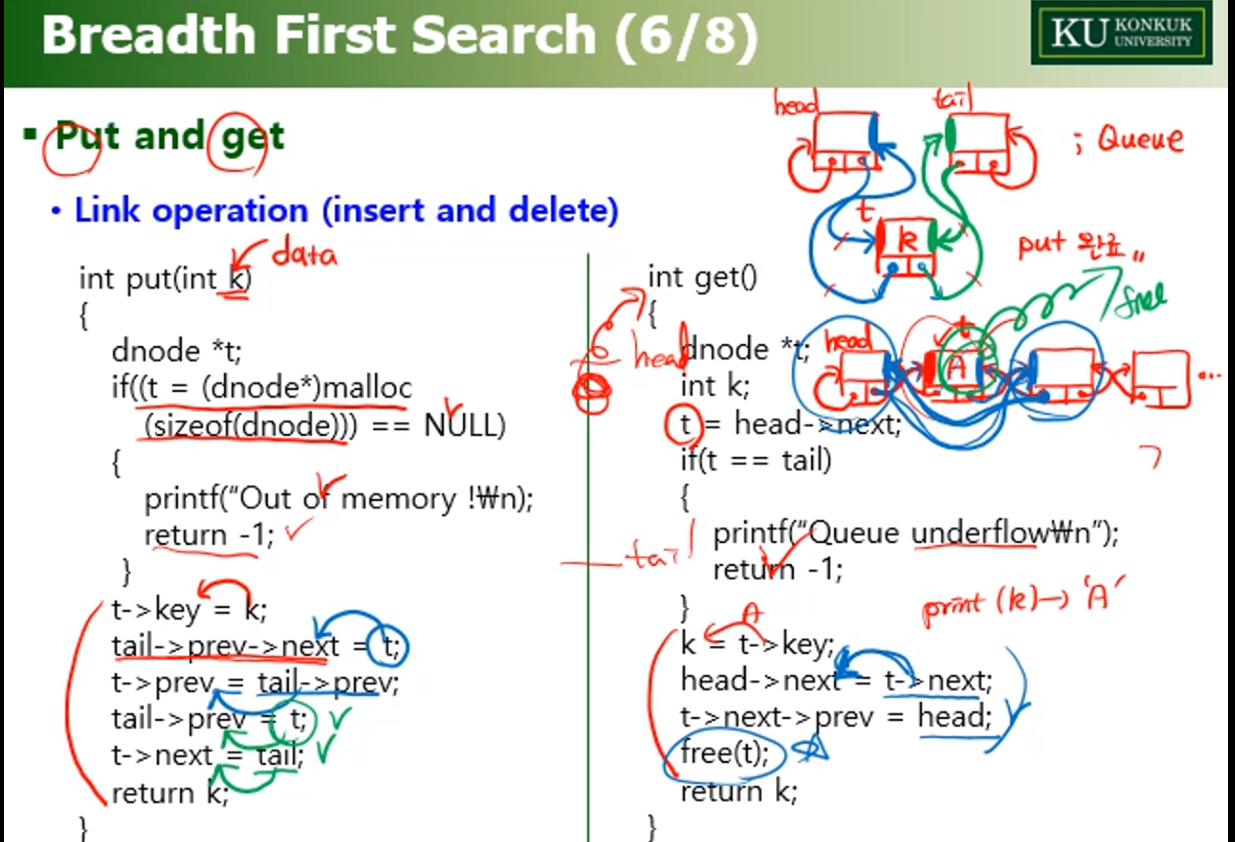 Breadth First Search (6/8)
KU KONKUK
UNIVERSITY
▪ Put and get
• Link operation (insert and delete)
data
int put(int k)
{
dnode *t;
if((t = (dnode*)malloc
(sizeof(dnode))) == NULL)
{
printf("Out of memory !₩n);
return -1;
}
t->key = k;
tail->prev->next = t;
t->prev = tail->prev;
tail->prev = t;
t->next = tail;
return k;
}
head
tail
; Queue
t
k
put 완료
free
head
head
t
A
...
tail
int get()
{
dnode *t;
int k;
t = head->next;
if(t == tail)
{
printf("Queue underflow₩n");
return -1;
}
print (k)→ 'A'
A
k = t->key;
head->next = t->next;
t->next->prev = head;
free(t);
return k;
}